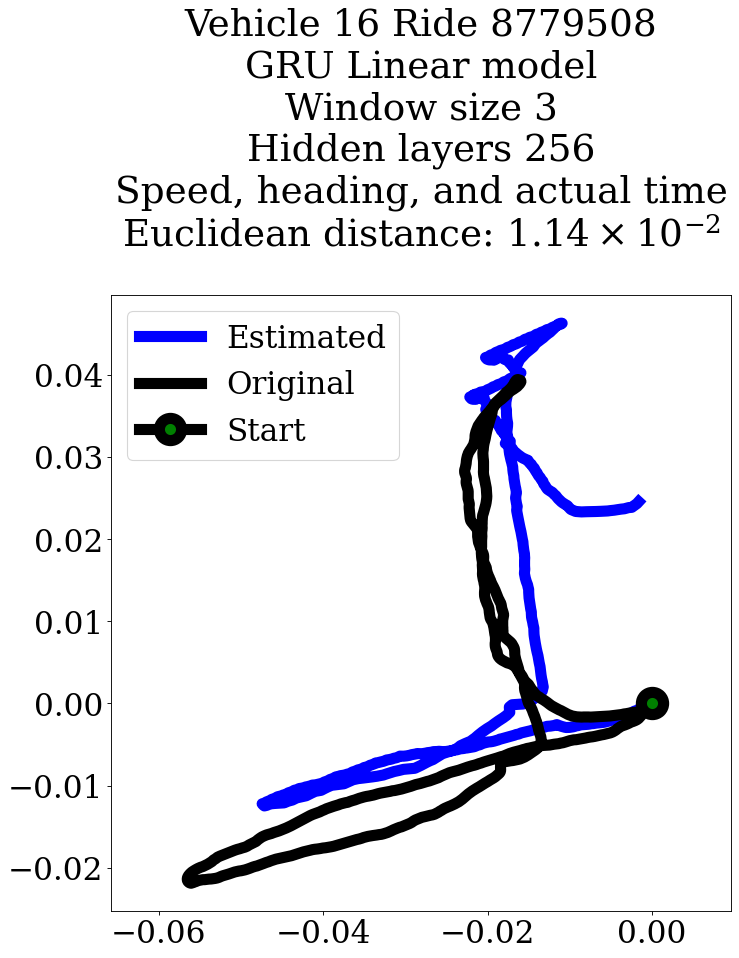 Vehicle 16 Ride 8779508
GRU Linear model
Window size 3
Hidden layers 256
Speed, heading, and actual time
Euclidean distance: 1.14 × 10⁻²
Estimated
Original
Start
0.04
0.03
0.02
0.01
0.00
−0.01
−0.02
−0.06 −0.04 −0.02 0.00